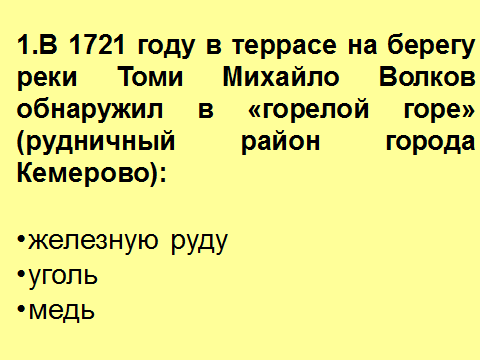 1.В 1721 году в террасе на берегу
реки Томи Михайло Волков
обнаружил в «горелой горе»
(рудничный район города
Кемерово):
•железную руду
•уголь
•медь